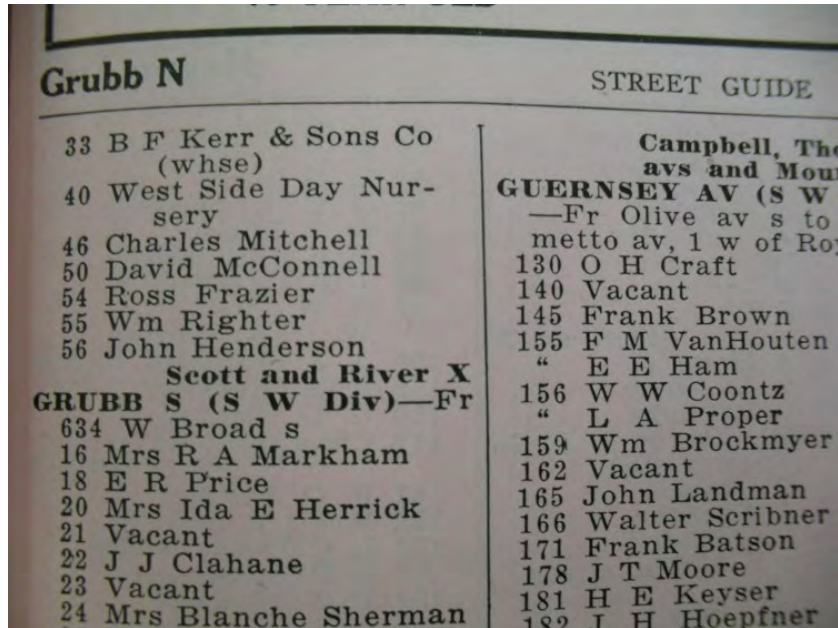 Grubb N
STREET GUIDE
33 B F Kerr & Sons Co
(whse)
40 West Side Day Nur-
sery
46 Charles Mitchell
50 David McConnell
54 Ross Frazier
55 Wm Righter
56 John Henderson
Scott and River X
GRUBB S (S W Div)—Fr
634 W Broad s
16 Mrs R A Markham
18 E R Price
20 Mrs Ida E Herrick
21 Vacant
22 J J Clahane
23 Vacant
24 Mrs Blanche Sherman
Campbell, The
avs and Mou
GUERNSEY AV (S W
—Fr Olive av s to
metto av, 1 w of Roy
130 O H Craft
140 Vacant
145 Frank Brown
155 F M VanHouten
" E E Ham
156 W W Coontz
" L A Proper
159 Wm Brockmyer
162 Vacant
165 John Landman
166 Walter Scribner
171 Frank Batson
178 J T Moore
181 H E Keyser
182 J H Hoepfner